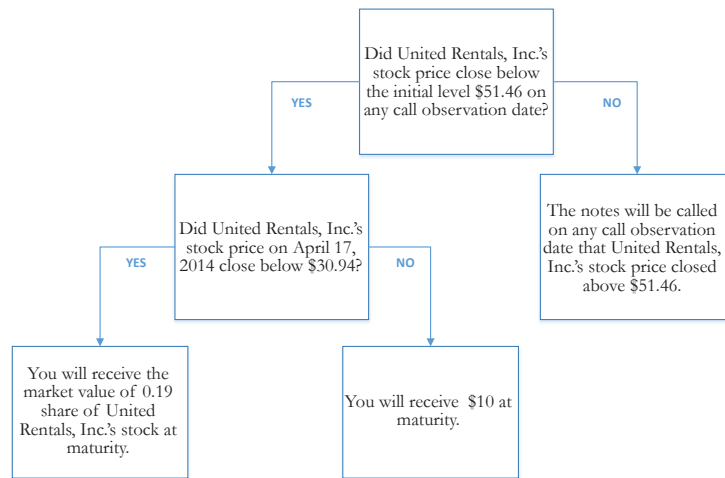 Did United Rentals, Inc.'s
stock price close below
the initial level $51.46 on
any call observation date?
YES
NO
Did United Rentals, Inc.'s
stock price on April 17,
2014 close below $30.94?
The notes will be called
on any call observation
date that United Rentals,
Inc.'s stock price closed
above $51.46.
YES
NO
You will receive the
market value of 0.19
share of United
Rentals, Inc.'s stock at
maturity.
You will receive $10 at
maturity.